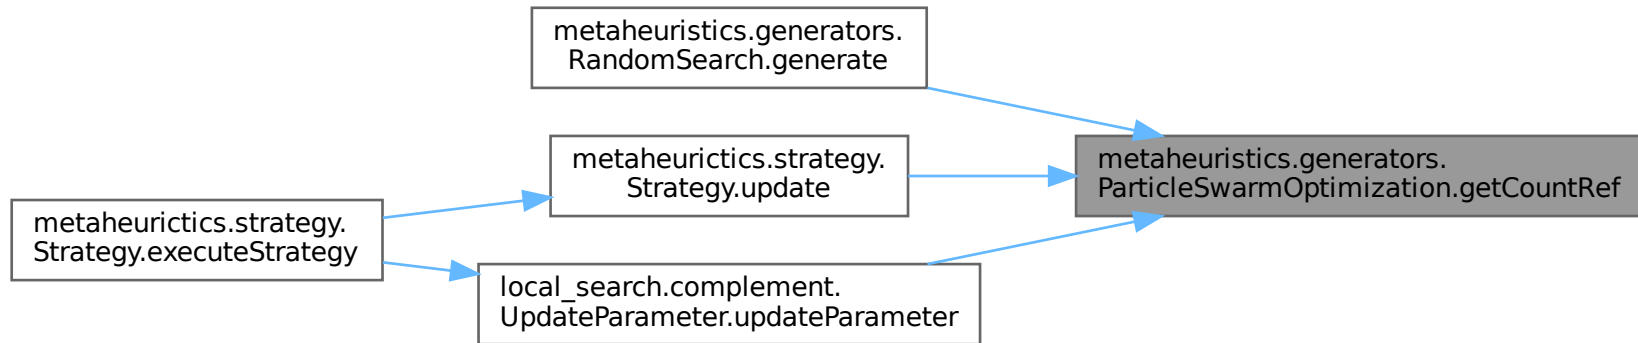 metaheuristics.generators.
RandomSearch.generate
metaheurictics.strategy.
Strategy.update
metaheuristics.generators.
ParticleSwarmOptimization.getCountRef
metaheurictics.strategy.
Strategy.executeStrategy
local_search.complement.
UpdateParameter.updateParameter